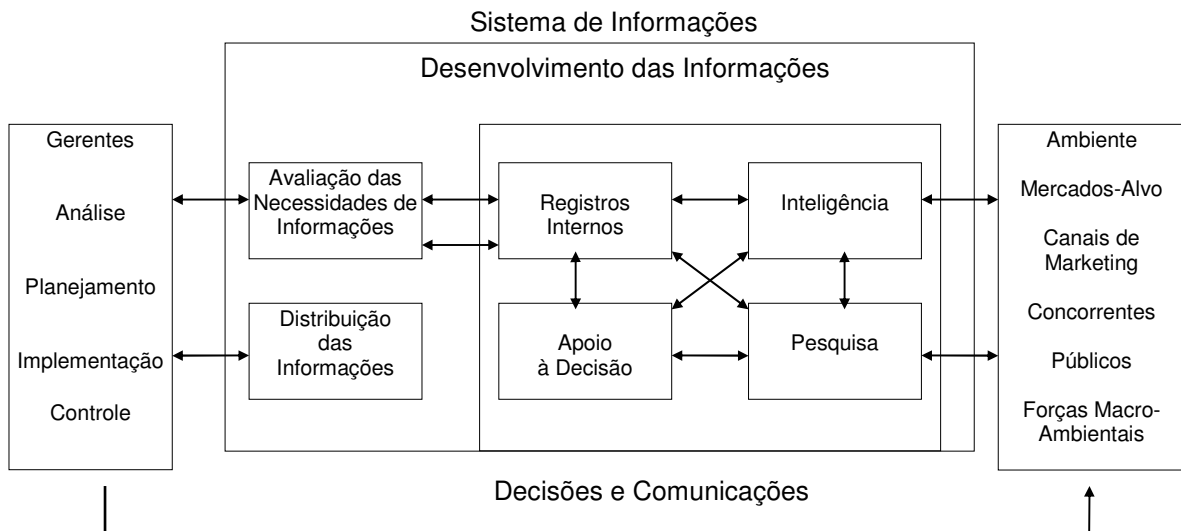 Sistema de Informações
Desenvolvimento das Informações
Gerentes
Análise
Planejamento
Implementação
Controle
Avaliação das
Necessidades de
Informações
Distribuição
das
Informações
Registros
Internos
Inteligência
Apoio
à Decisão
Pesquisa
Ambiente
Mercados-Alvo
Canais de
Marketing
Concorrentes
Públicos
Forças Macro-
Ambientais
Decisões e Comunicações